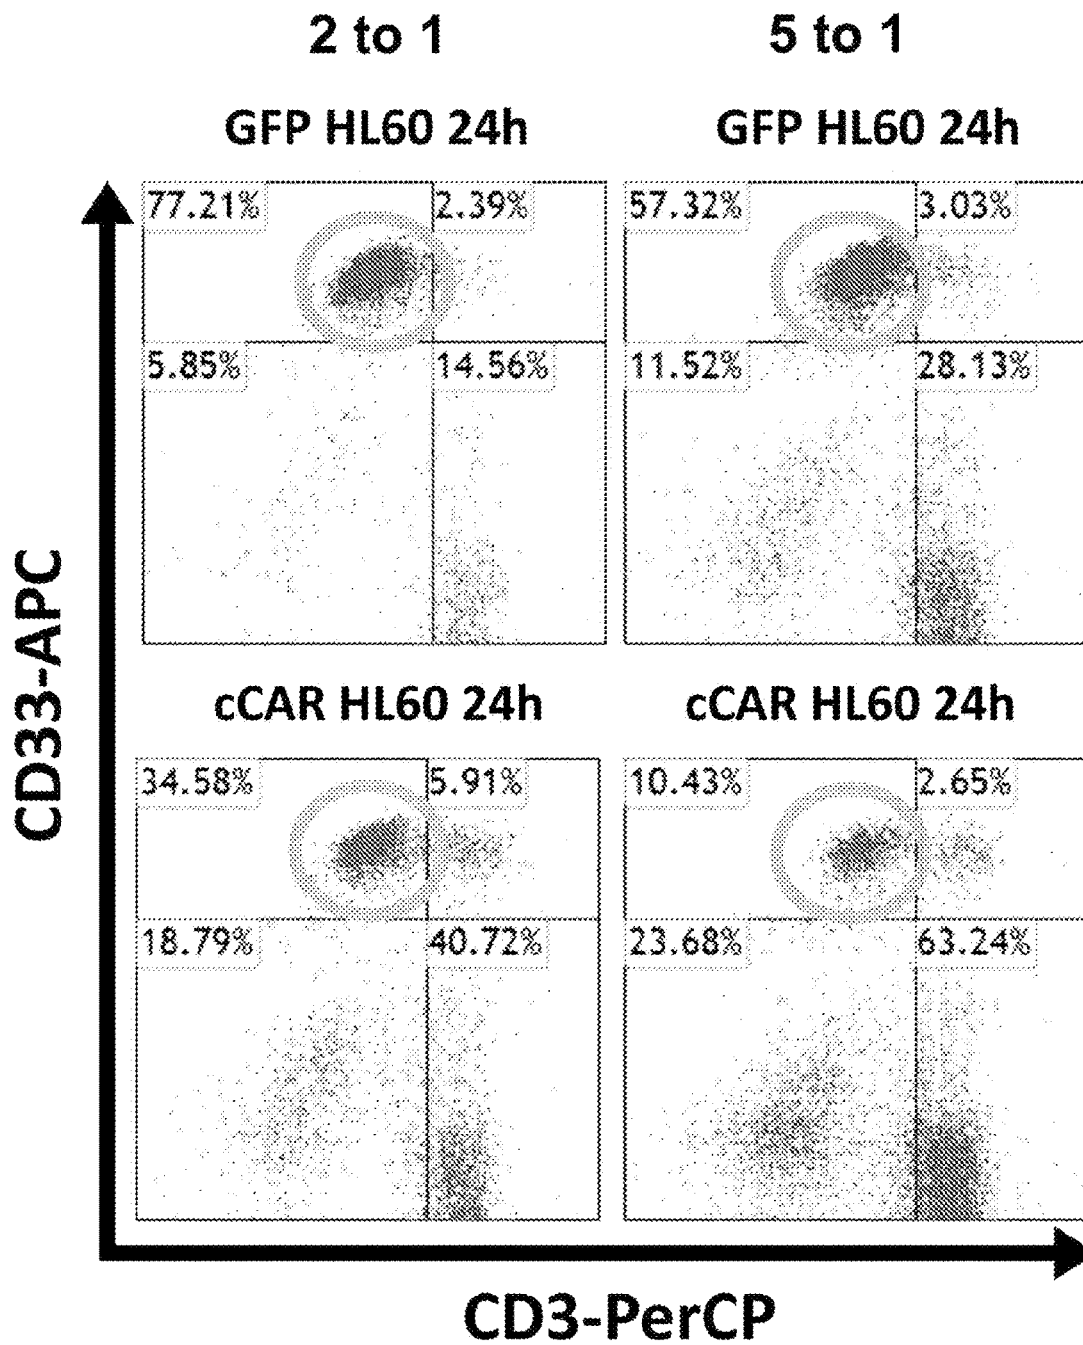 2 to 1 5 to 1
GFP HL60 24h GFP HL60 24h
77.21% 2.39% 57.32% 3.03%
5.85% 14.56% 11.52% 28.13%
cCAR HL60 24h cCAR HL60 24h
34.58% 5.91% 10.43% 2.65%
18.79% 40.72% 23.68% 63.24%
CD33-APC
CD3-PerCP